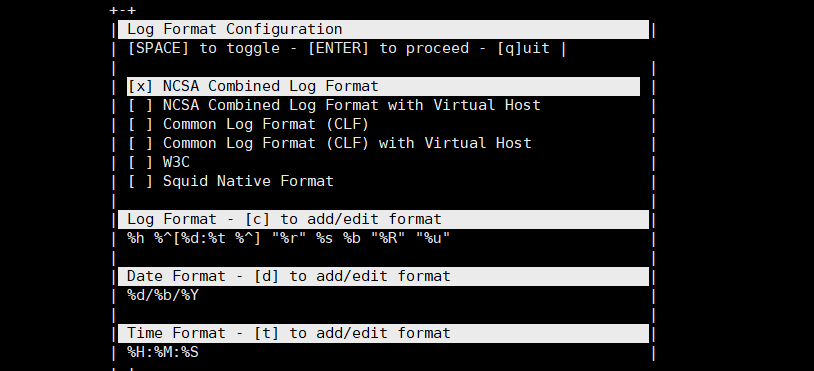 +-+
| Log Format Configuration |
| [SPACE] to toggle - [ENTER] to proceed - [q]uit |
| |
| [x] NCSA Combined Log Format |
| [ ] NCSA Combined Log Format with Virtual Host |
| [ ] Common Log Format (CLF) |
| [ ] Common Log Format (CLF) with Virtual Host |
| [ ] W3C |
| [ ] Squid Native Format |
| |
| Log Format - [c] to add/edit format |
| %h %^[%d:%t %^] "%r" %s %b "%R" "%u" |
| |
| Date Format - [d] to add/edit format |
| %d/%b/%Y |
| |
| Time Format - [t] to add/edit format |
| %H:%M:%S |